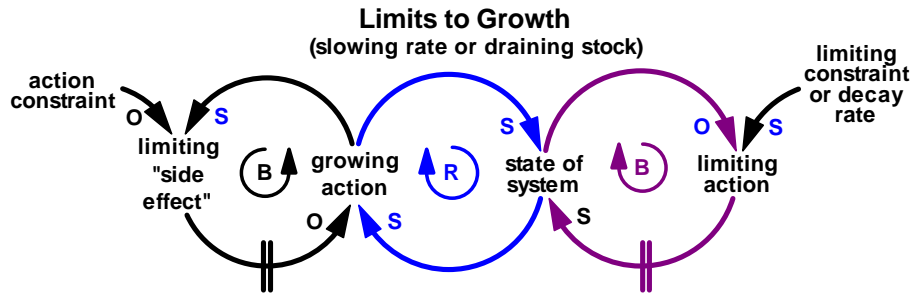 Limits to Growth
(slowing rate or draining stock)
action
constraint
limiting
constraint
or decay
rate
O
S
S
O
S
limiting
"side
effect"
B
growing
action
R
state of
system
B
limiting
action
O
S
S